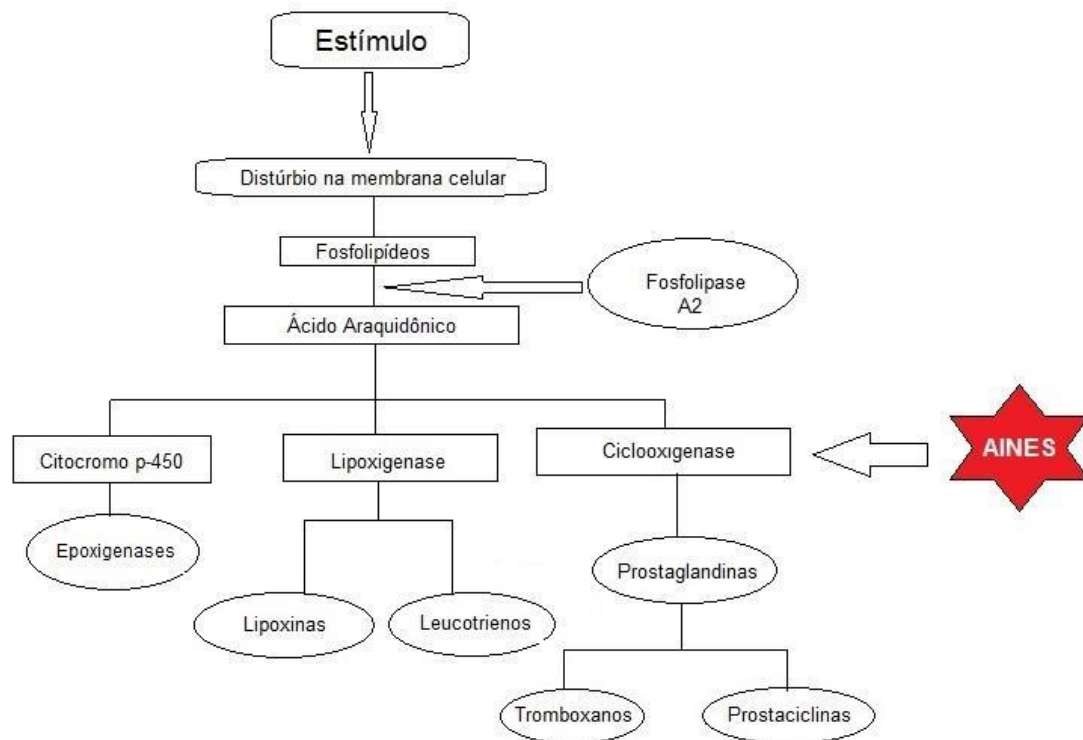 Estímulo
Distúrbio na membrana celular
Fosfolipídeos
Fosfolipase
A2
Ácido Araquidônico
Citocromo p-450
Lipoxigenase
Ciclooxigenase
AINES
Epoxigenases
Prostaglandinas
Lipoxinas
Leucotrienos
Tromboxanos
Prostaciclinas